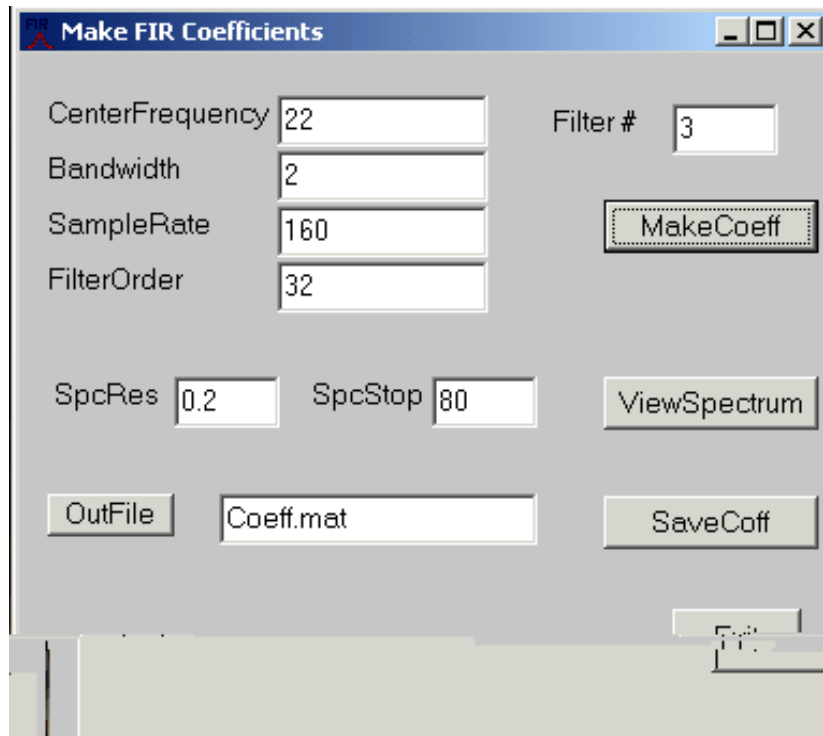 FIR Make FIR Coefficients
CenterFrequency 22 Filter # 3
Bandwidth 2
SampleRate 160 MakeCoeff
FilterOrder 32
SpcRes 0.2 SpcStop 80 ViewSpectrum
OutFile Coeff.mat SaveCoff